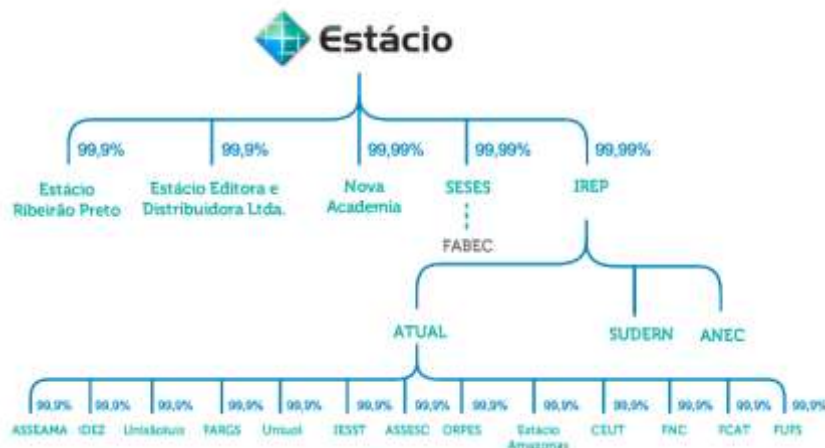 Estácio
99,9% 99,9% 99,99% 99,99% 99,99%
Estácio
Ribeirão Preto
Estácio Editora e
Distribuidora Ltda.
Nova
Academia
SESES
IREP
FABEC
ATUAL
SUDERN
ANEC
99,9% 99,9% 99,9% 99,9% 99,9% 99,9% 99,9% 99,9% 99,9% 99,9% 99,9% 99,9% 99,9%
ASSEAMA IDEZ Unisãoluis FARGS Unisol IESST ASSESC ORPES Estácio CEUT FNC FCAT FUFS
Amazonas